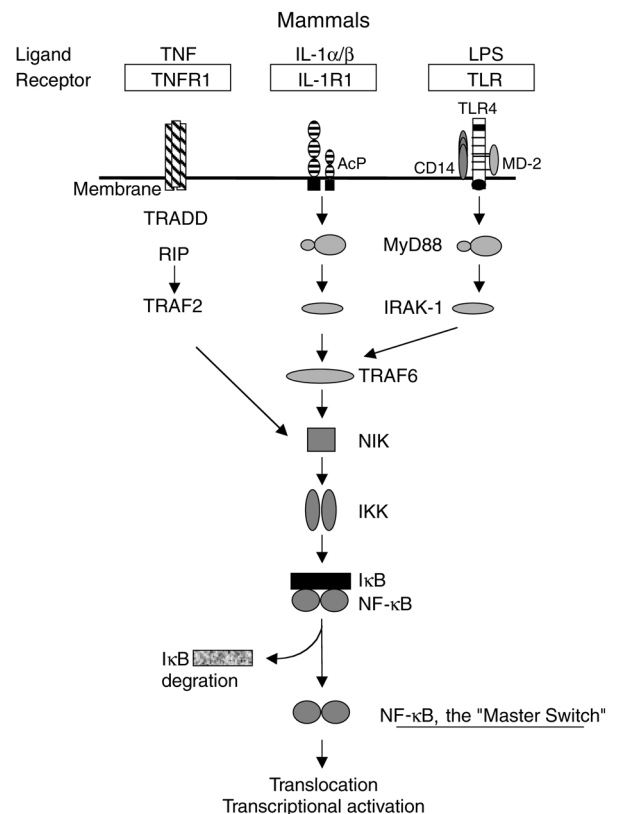 Mammals
Ligand TNF IL-1α/β LPS
Receptor TNFR1 IL-1R1 TLR
TLR4
AcP CD14 MD-2
Membrane
TRADD
RIP MyD88
TRAF2 IRAK-1
TRAF6
NIK
IKK
IκB
NF-κB
IκB
degration
NF-κB, the "Master Switch"
Translocation
Transcriptional activation